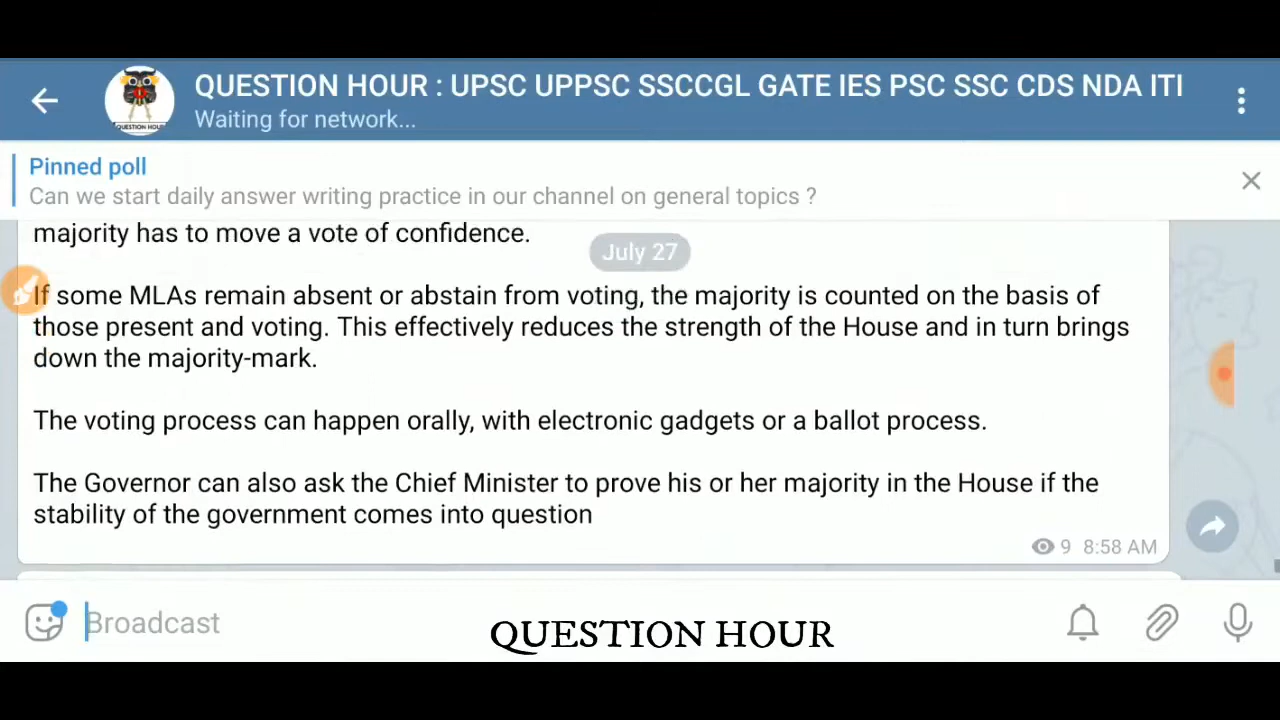 QUESTION HOUR : UPSC UPPSC SSCCGL GATE IES PSC SSC CDS NDA ITI
QUESTION HOUR
Waiting for network...
Pinned poll
Can we start daily answer writing practice in our channel on general topics ?
majority has to move a vote of confidence.
July 27
If some MLAs remain absent or abstain from voting, the majority is counted on the basis of
those present and voting. This effectively reduces the strength of the House and in turn brings
down the majority-mark.
The voting process can happen orally, with electronic gadgets or a ballot process.
The Governor can also ask the Chief Minister to prove his or her majority in the House if the
stability of the government comes into question
9 8:58 AM
Broadcast
QUESTION HOUR